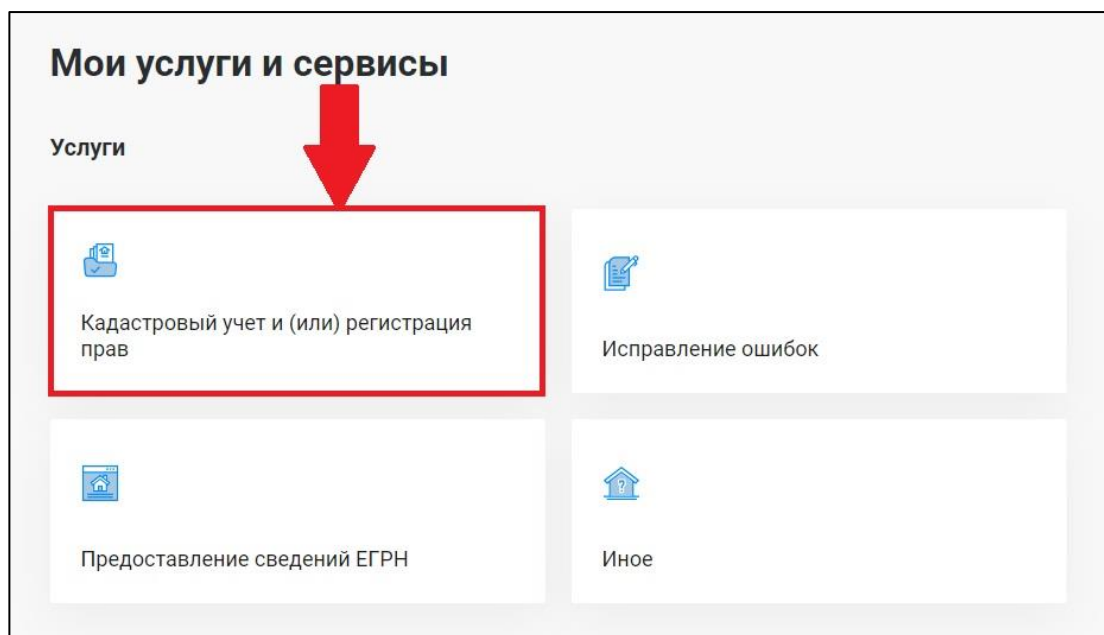 Мои услуги и сервисы
Услуги
Кадастровый учет и (или) регистрация
прав
Исправление ошибок
Предоставление сведений ЕГРН
Иное